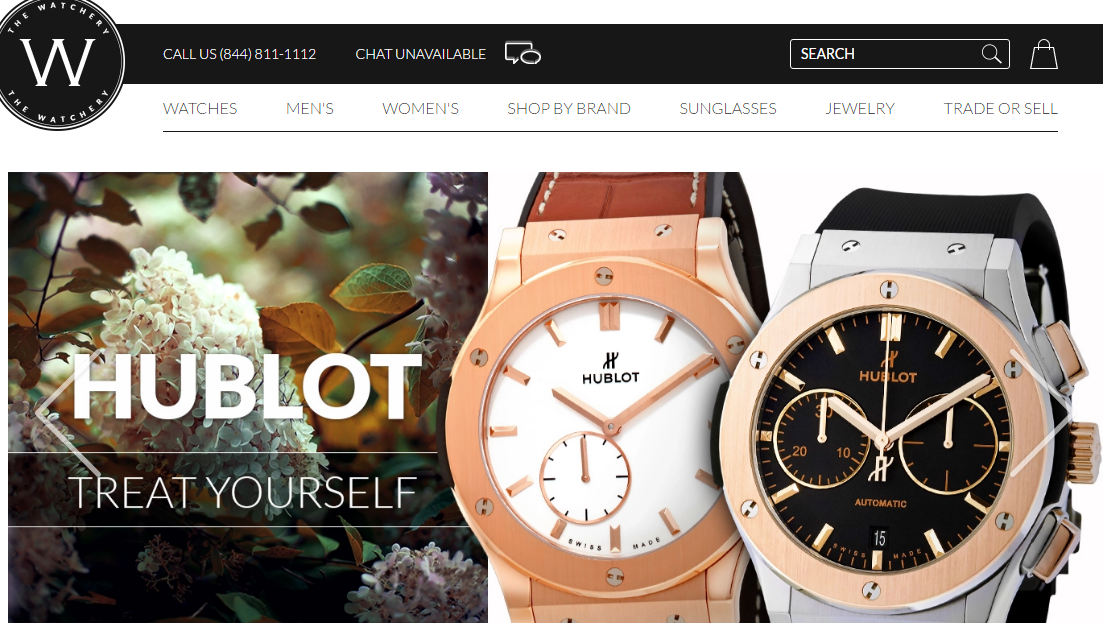 THE WATCHERY
W
THE WATCHERY
CALL US (844) 811-1112
CHAT UNAVAILABLE
SEARCH
WATCHES
MEN'S
WOMEN'S
SHOP BY BRAND
SUNGLASSES
JEWELRY
TRADE OR SELL
HUBLOT
TREAT YOURSELF
H
HUBLOT
SWISS MADE
H
HUBLOT
30
20 10
H
AUTOMATIC
15
SWISS MADE